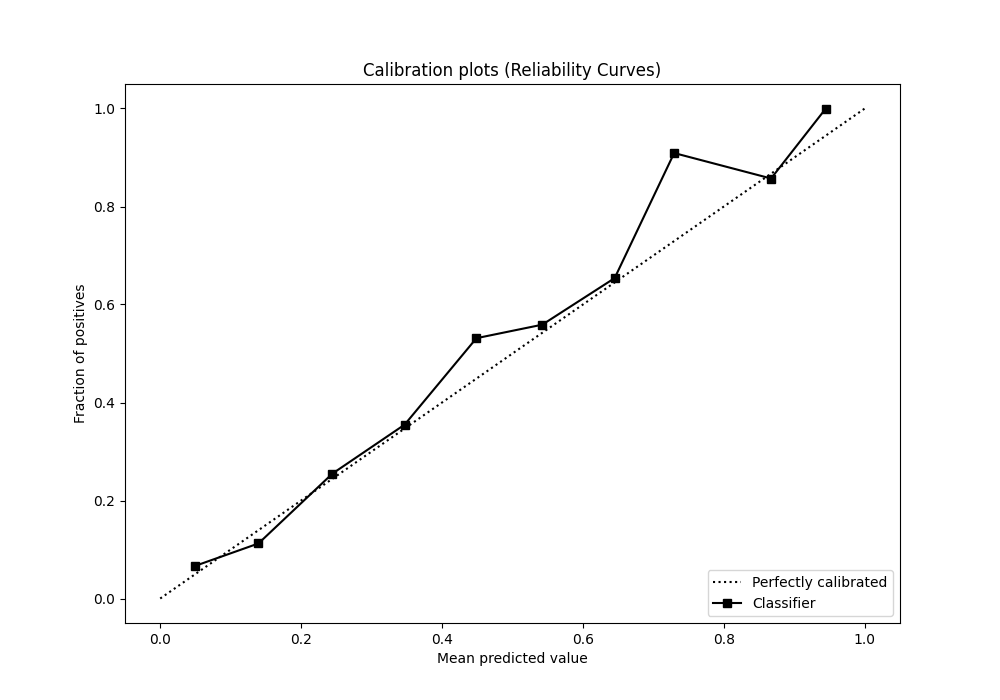 Calibration plots (Reliability Curves)
1.0
0.8
0.6
0.4
0.2
0.0
Fraction of positives
0.0 0.2 0.4 0.6 0.8 1.0
Mean predicted value
Perfectly calibrated
Classifier